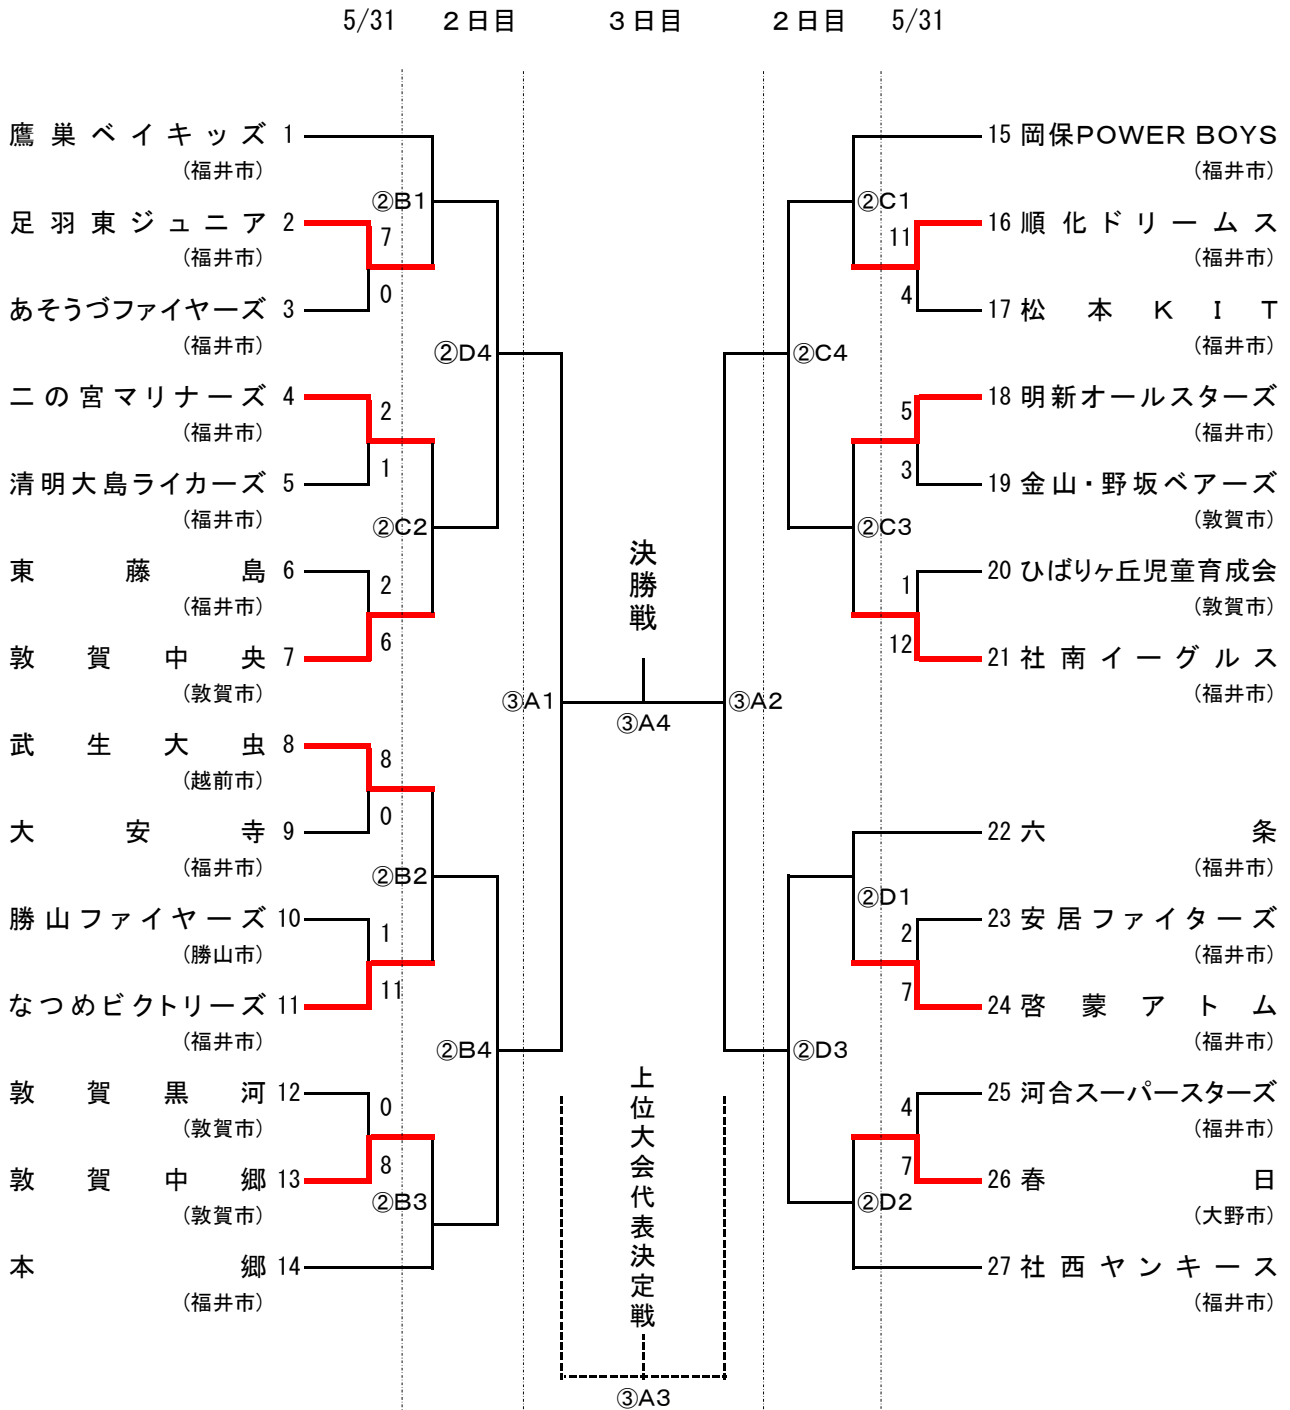 5/31 2日目 3日目 2日目 5/31
鷹巣ベイキッズ 1
(福井市)
②B1
足羽東ジュニア 2
(福井市)
7
0
あそうづファイヤーズ 3
(福井市)
②D4
二の宮マリナーズ 4
(福井市)
2
1
清明大島ライカーズ 5
(福井市)
②C2
東藤島 6
(福井市)
2
6
敦賀中央 7
(敦賀市)
③A1
武生大虫 8
(越前市)
8
0
大安寺 9
(福井市)
②B2
勝山ファイヤーズ 10
(勝山市)
1
11
なつめビクトリーズ 11
(福井市)
②B4
敦賀黒河 12
(敦賀市)
0
8
敦賀中郷 13
(敦賀市)
②B3
本郷 14
(福井市)
決勝戦
③A4
上位大会代表決定戦
③A3
15 岡保POWER BOYS
(福井市)
②C1
16 順化ドリームス
(福井市)
11
4
17 松本KIT
(福井市)
②C4
18 明新オールスターズ
(福井市)
5
3
19 金山・野坂ベアーズ
(敦賀市)
②C3
20 ひばりヶ丘児童育成会
(敦賀市)
1
12
21 社南イーグルス
(福井市)
③A2
22 六条
(福井市)
②D1
23 安居ファイターズ
(福井市)
2
7
24 啓蒙アトム
(福井市)
②D3
25 河合スーパースターズ
(福井市)
4
7
26 春日
(大野市)
②D2
27 社西ヤンキース
(福井市)